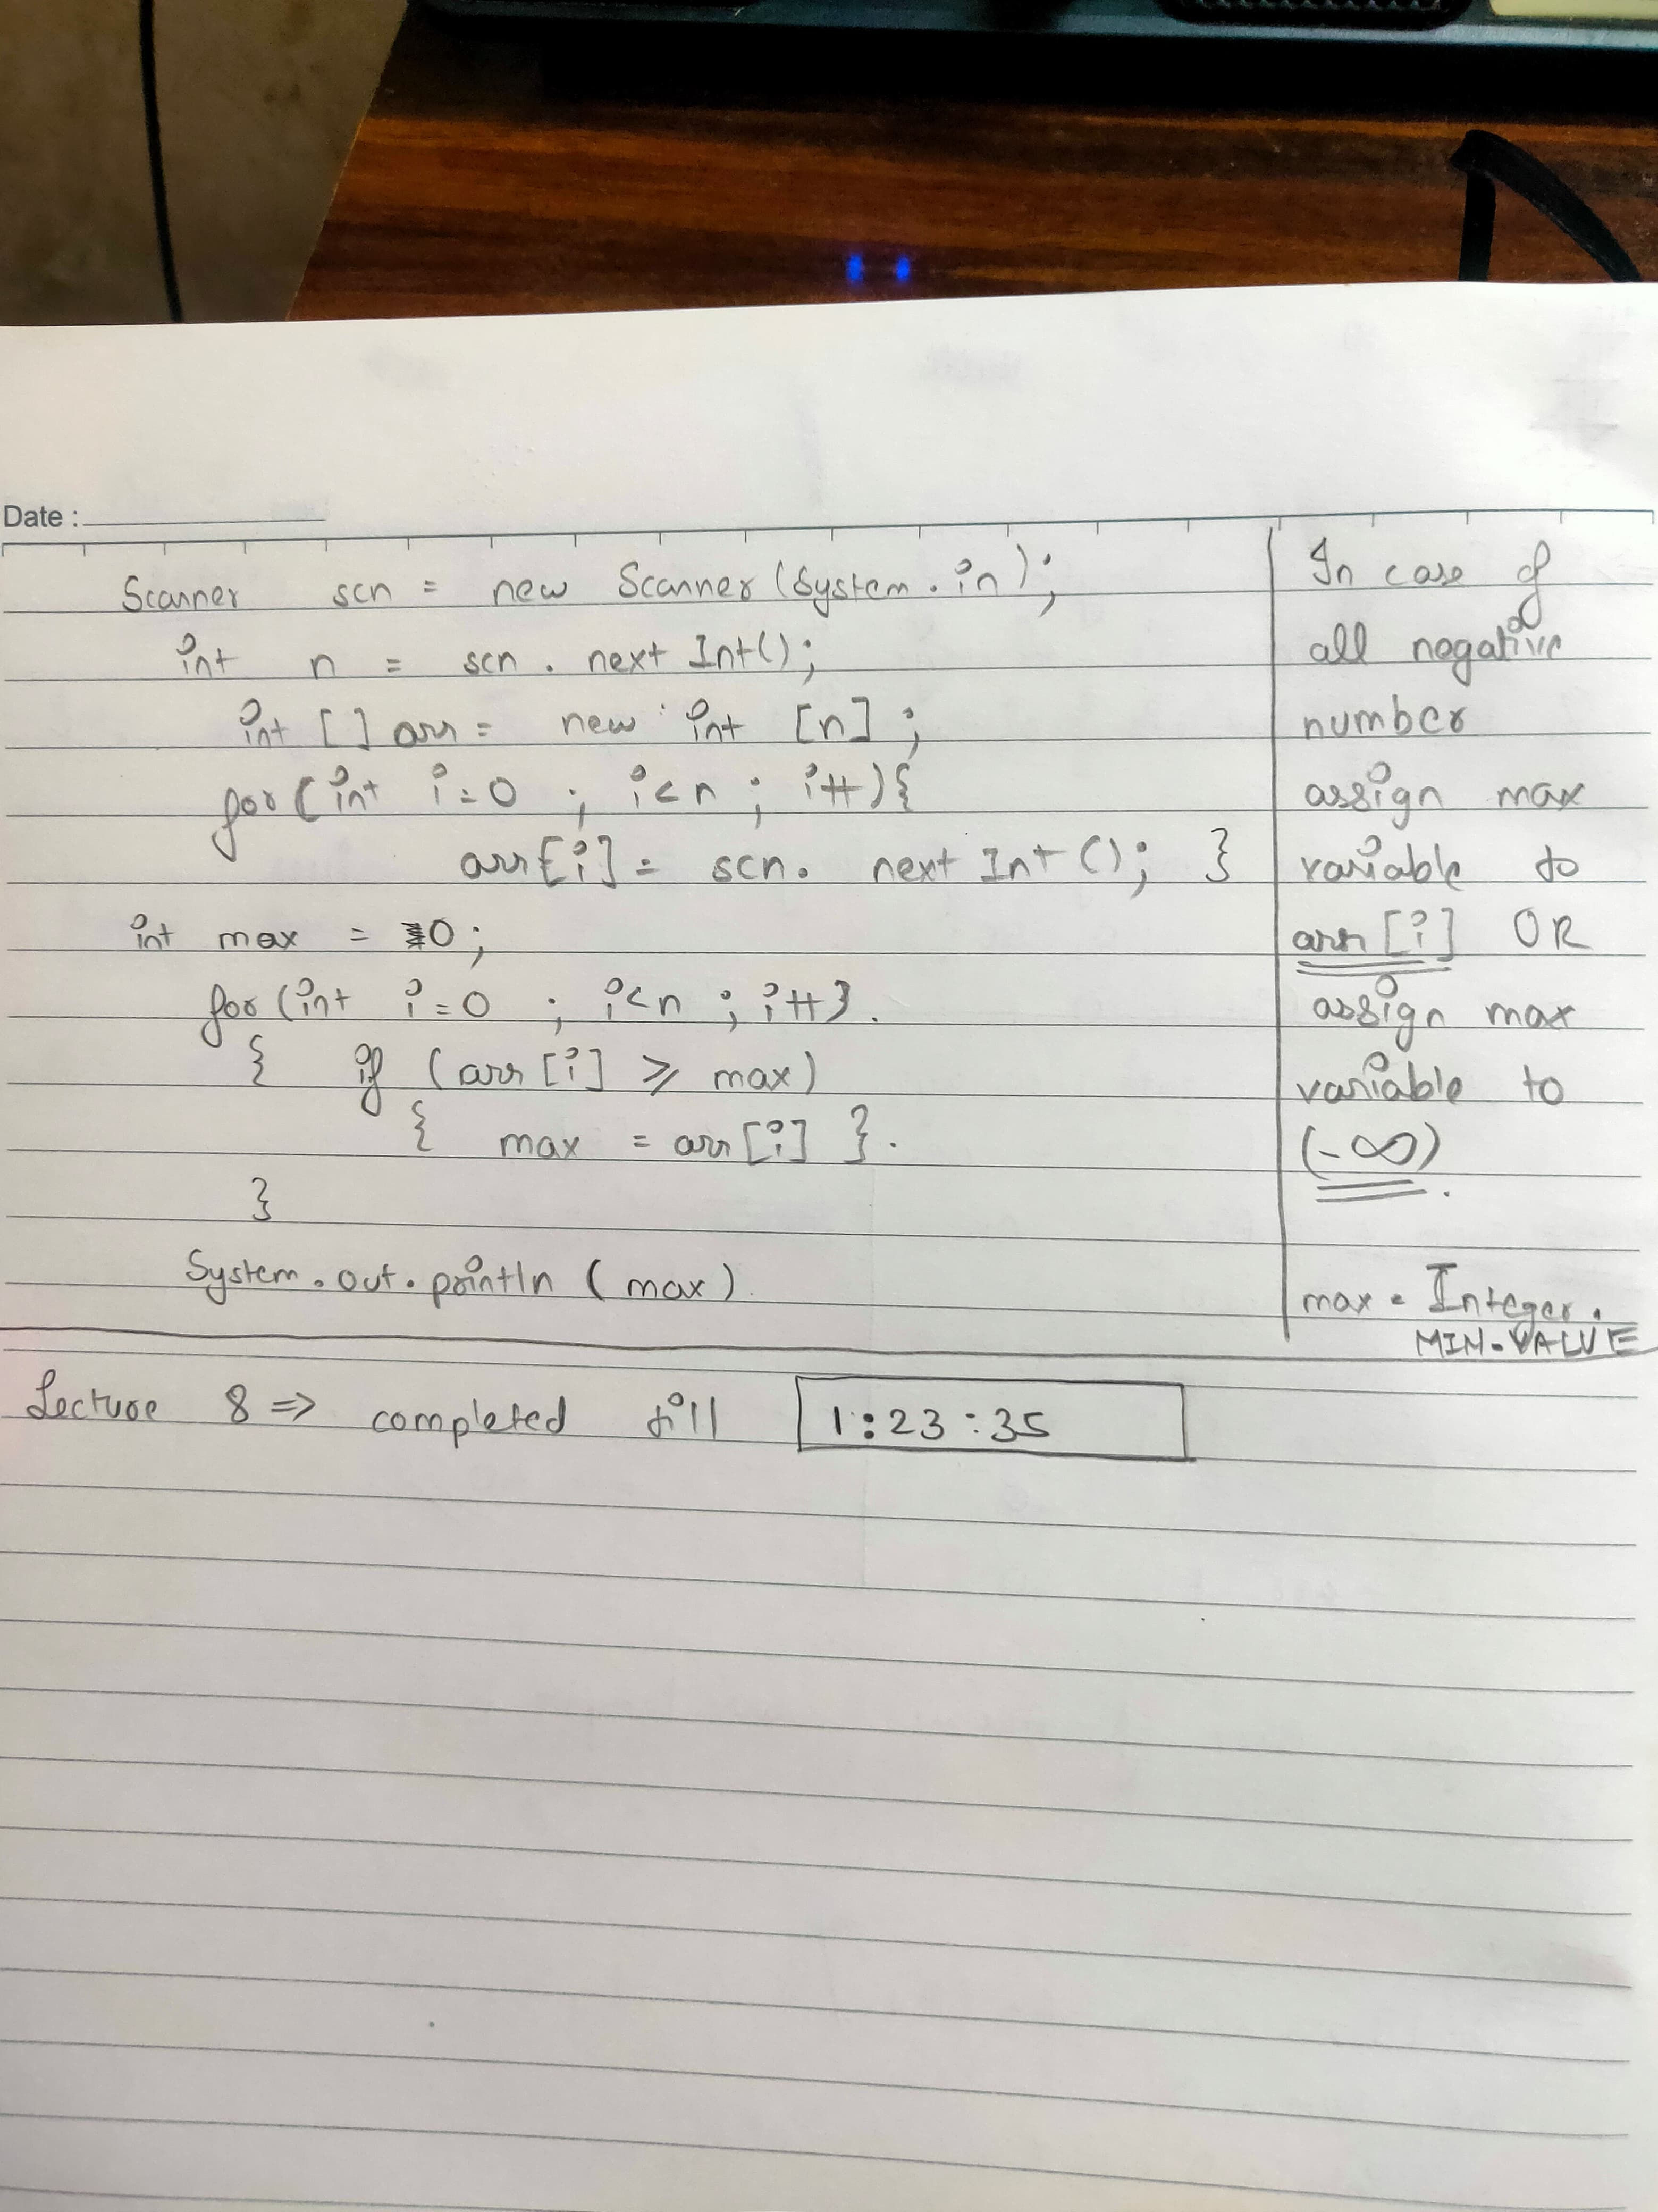 Date :
Scanner scn = new Scanner (System . in );
int n = scn . next Int();
int [ ] arr = new int [n] ;
for ( int i=0 ; i<n ; i++){
arr[i] = scn. next Int (); }
int max = 0;
for (int i=0 ; i<n ; i++).
{ if (arr [i] ≥ max)
{ max = arr [i] }.
}
System.out.println ( max ).
In case of
all negative
number
assign max
variable to
arr [i] OR
assign max
variable to
(-∞).
max = Integer.
MIN-VALUE
Lecture 8 ⇒ completed till 1:23:35